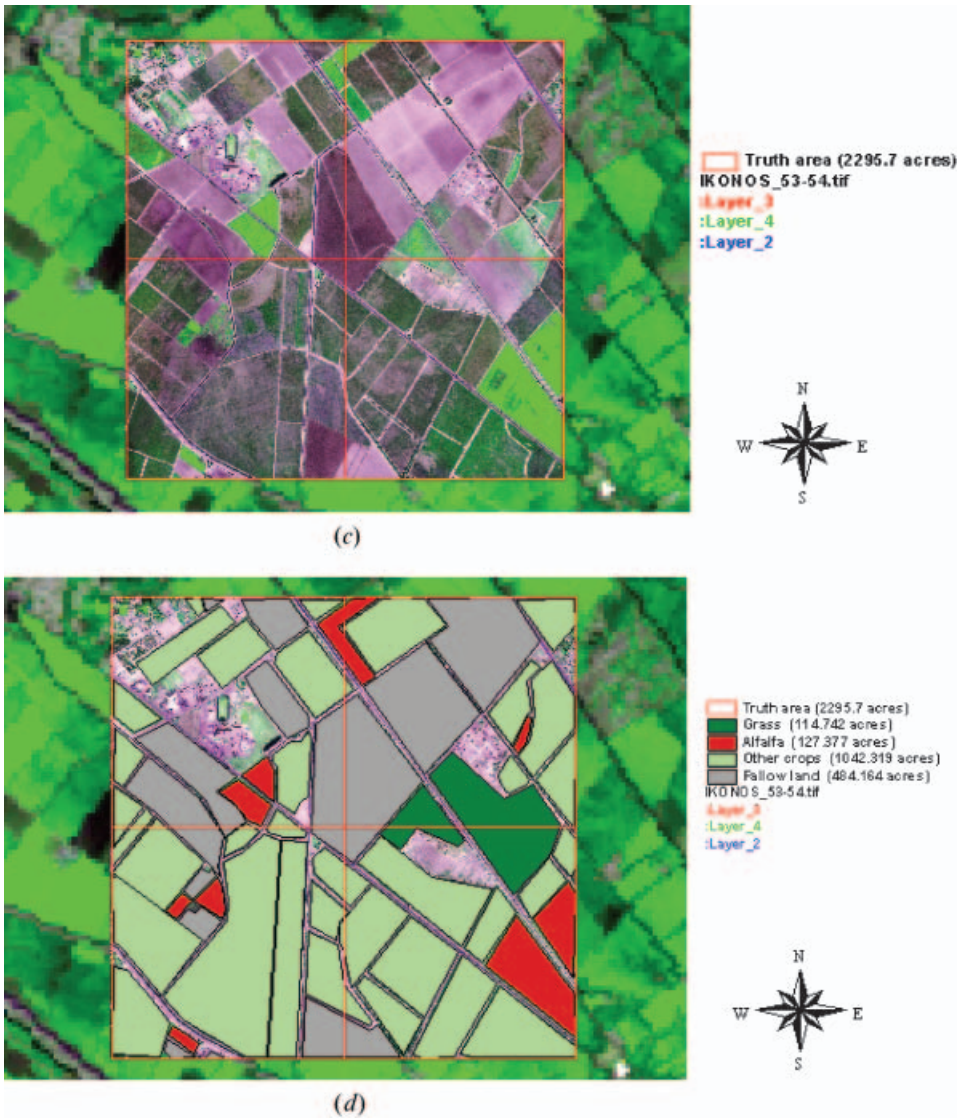 Truth area (2295.7 acres)
IKONOS_53-54.tif
:Layer_3
:Layer_4
:Layer_2
N
W E
S
(c)
Truth area (2295.7 acres)
Grass (114.742 acres)
Alfalfa (127.377 acres)
Other crops (1042.319 acres)
Fallow land (484.164 acres)
IKONOS_53-54.tif
:Layer_3
:Layer_4
:Layer_2
N
W E
S
(d)